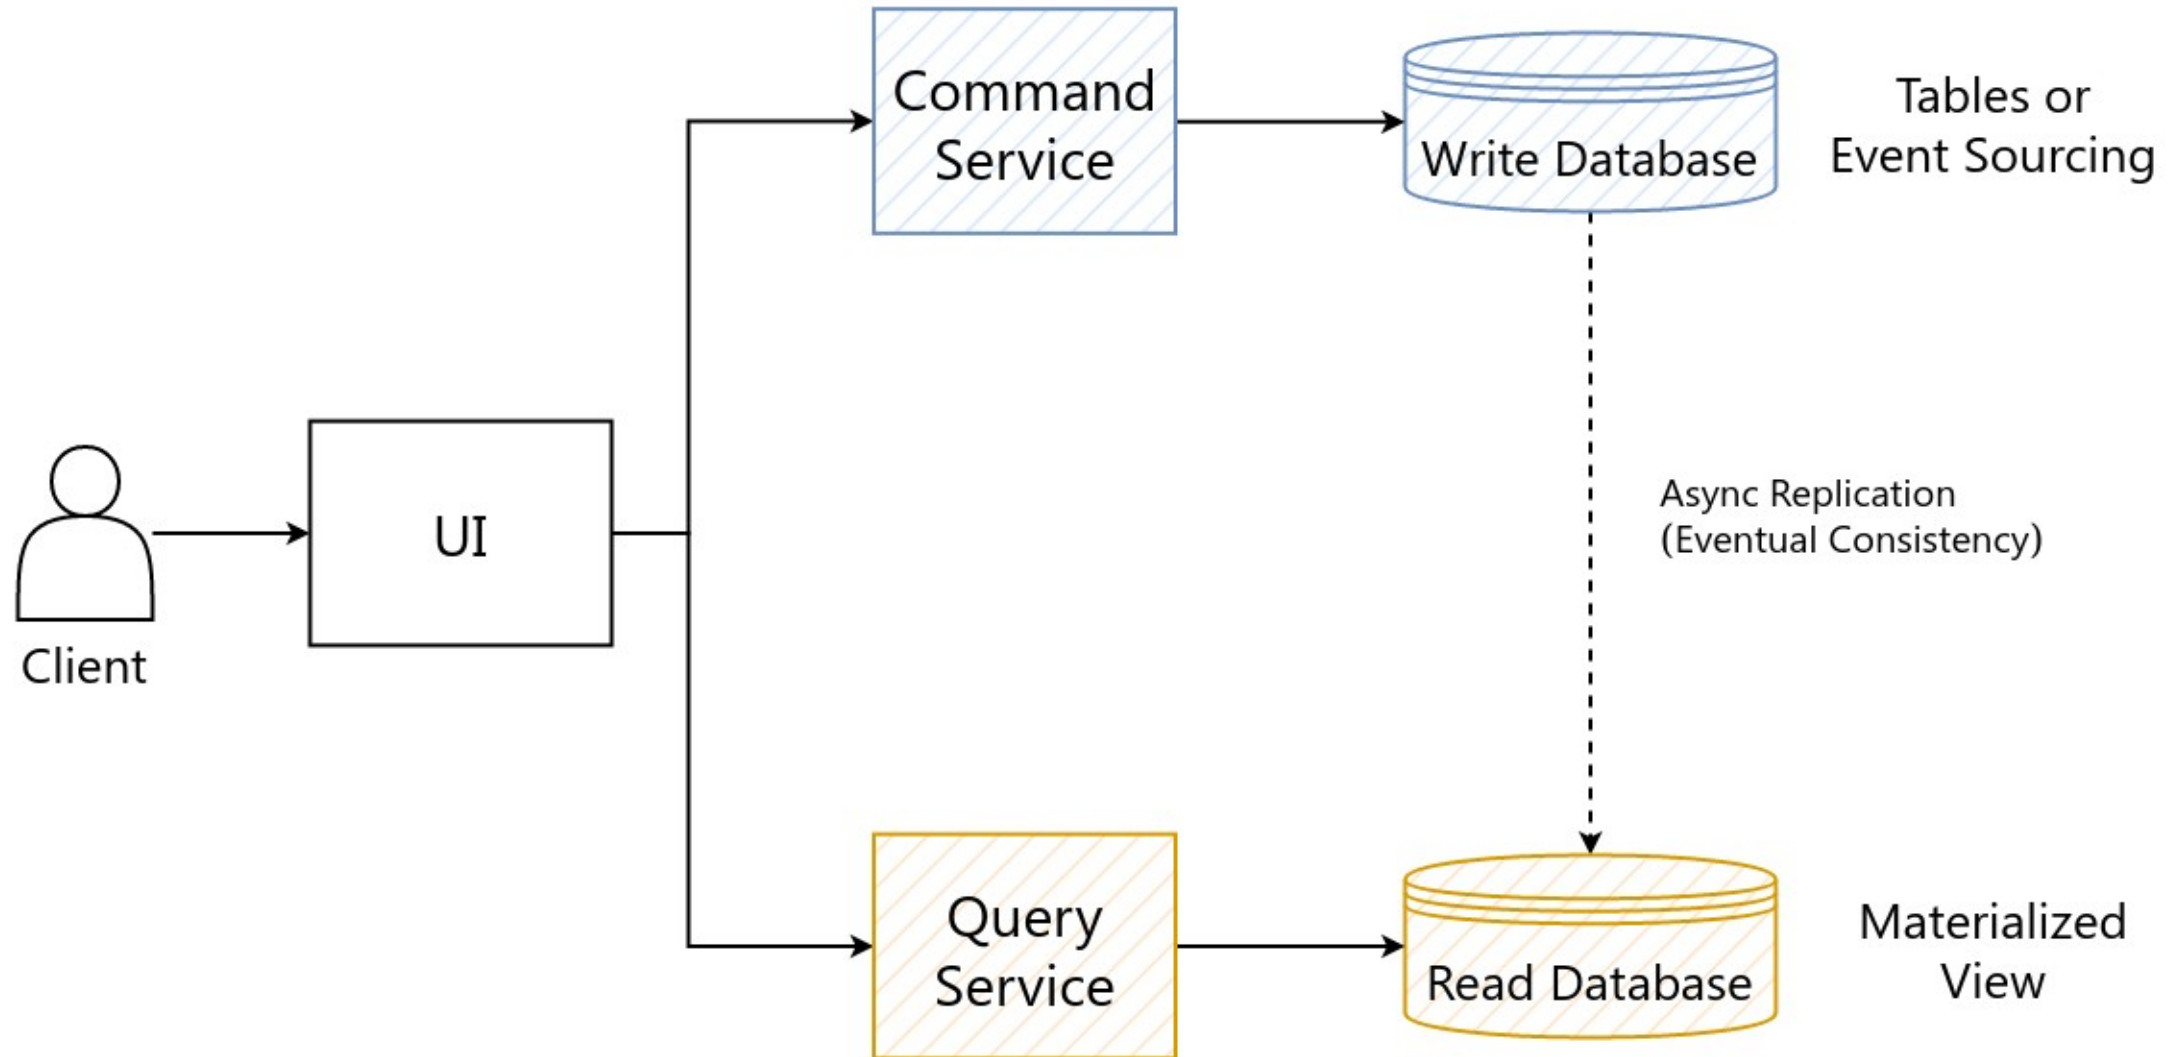 Command
Service
Write Database
Tables or
Event Sourcing
UI
Client
Async Replication
(Eventual Consistency)
Query
Service
Read Database
Materialized
View